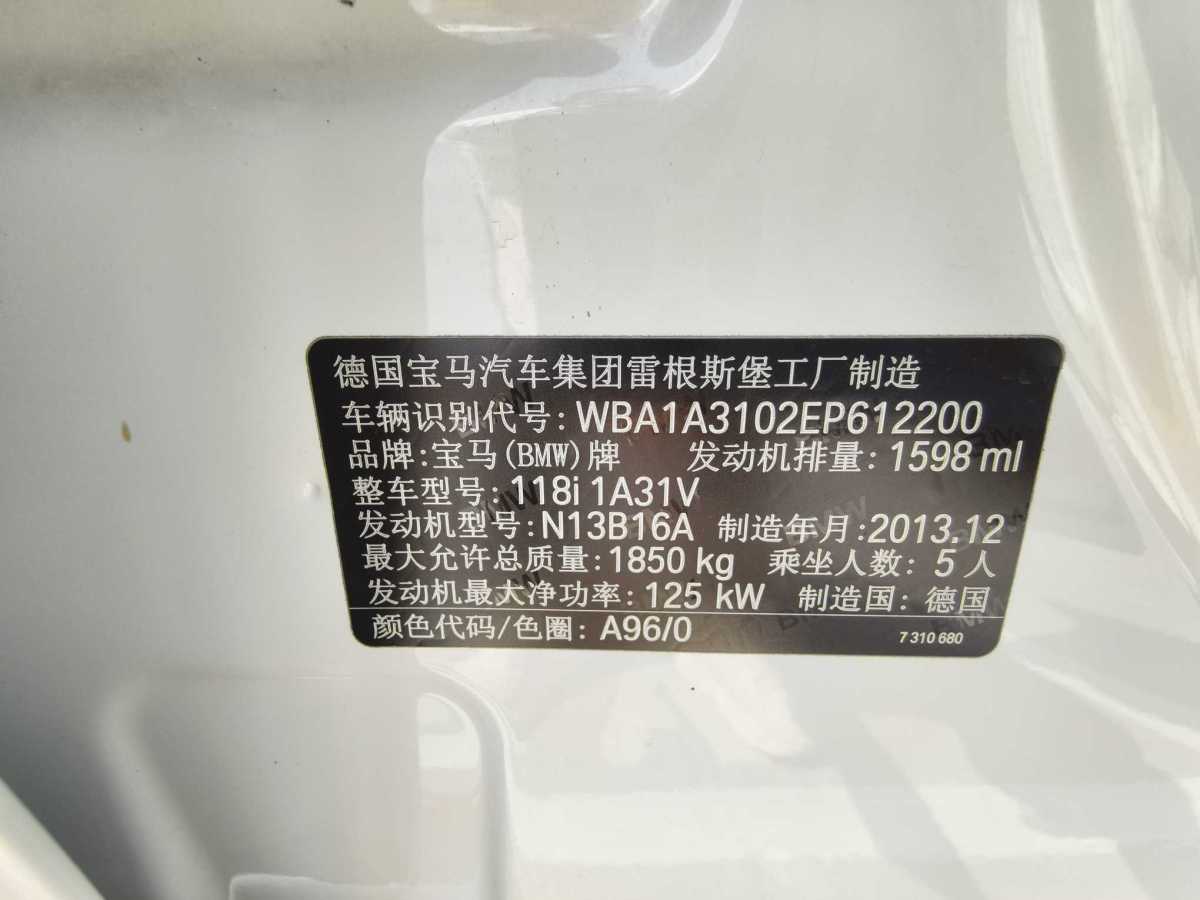 德国宝马汽车集团雷根斯堡工厂制造
车辆识别代号: WBA1A3102EP612200
品牌: 宝马(BMW)牌 发动机排量: 1598 ml
整车型号: 118i 1A31V
发动机型号: N13B16A 制造年月: 2013.12
最大允许总质量: 1850 kg 乘坐人数: 5 人
发动机最大净功率: 125 kW 制造国: 德国
颜色代码/色圈: A96/0 7 310 680